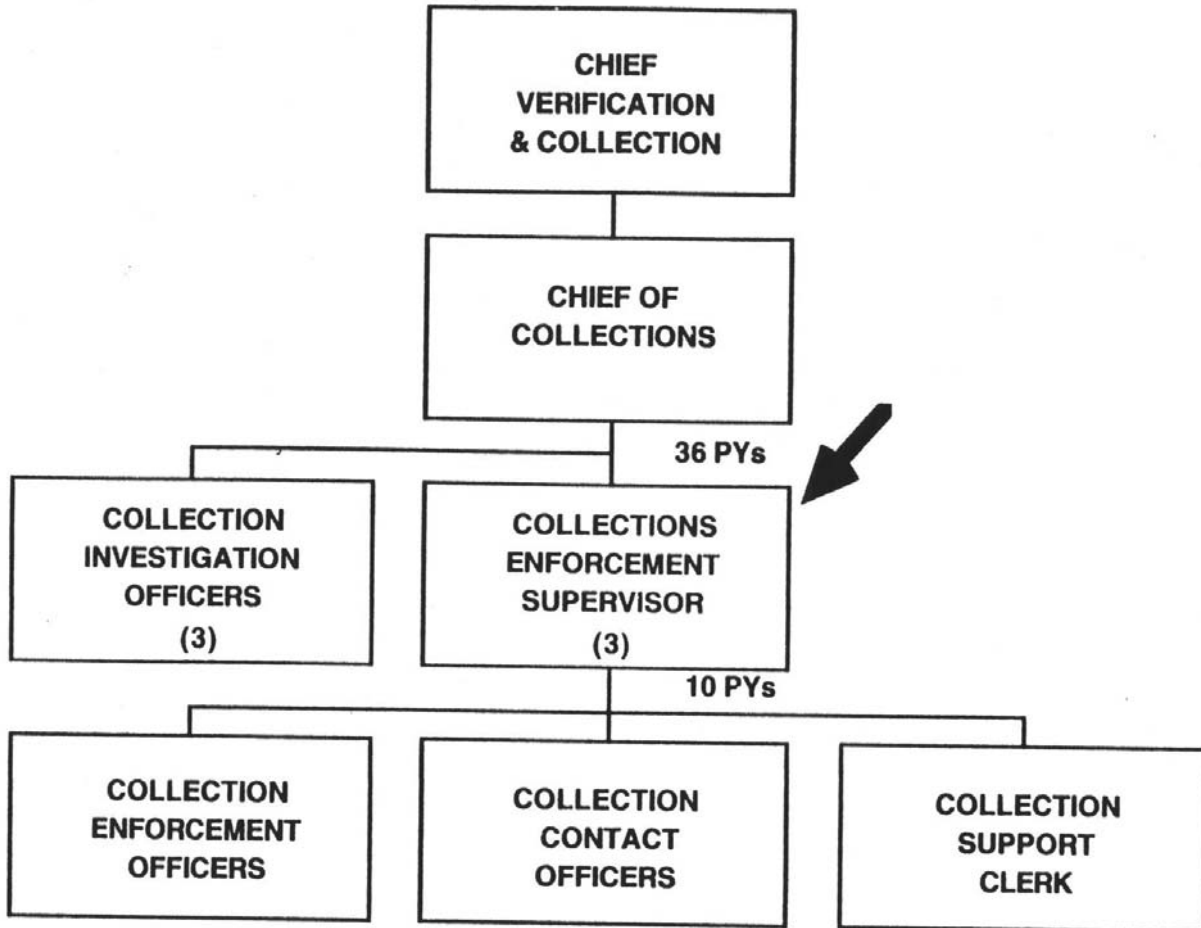 CHIEF
VERIFICATION
& COLLECTION
CHIEF OF
COLLECTIONS
36 PYs
COLLECTION
INVESTIGATION
OFFICERS
(3)
COLLECTIONS
ENFORCEMENT
SUPERVISOR
(3)
10 PYs
COLLECTION
ENFORCEMENT
OFFICERS
COLLECTION
CONTACT
OFFICERS
COLLECTION
SUPPORT
CLERK